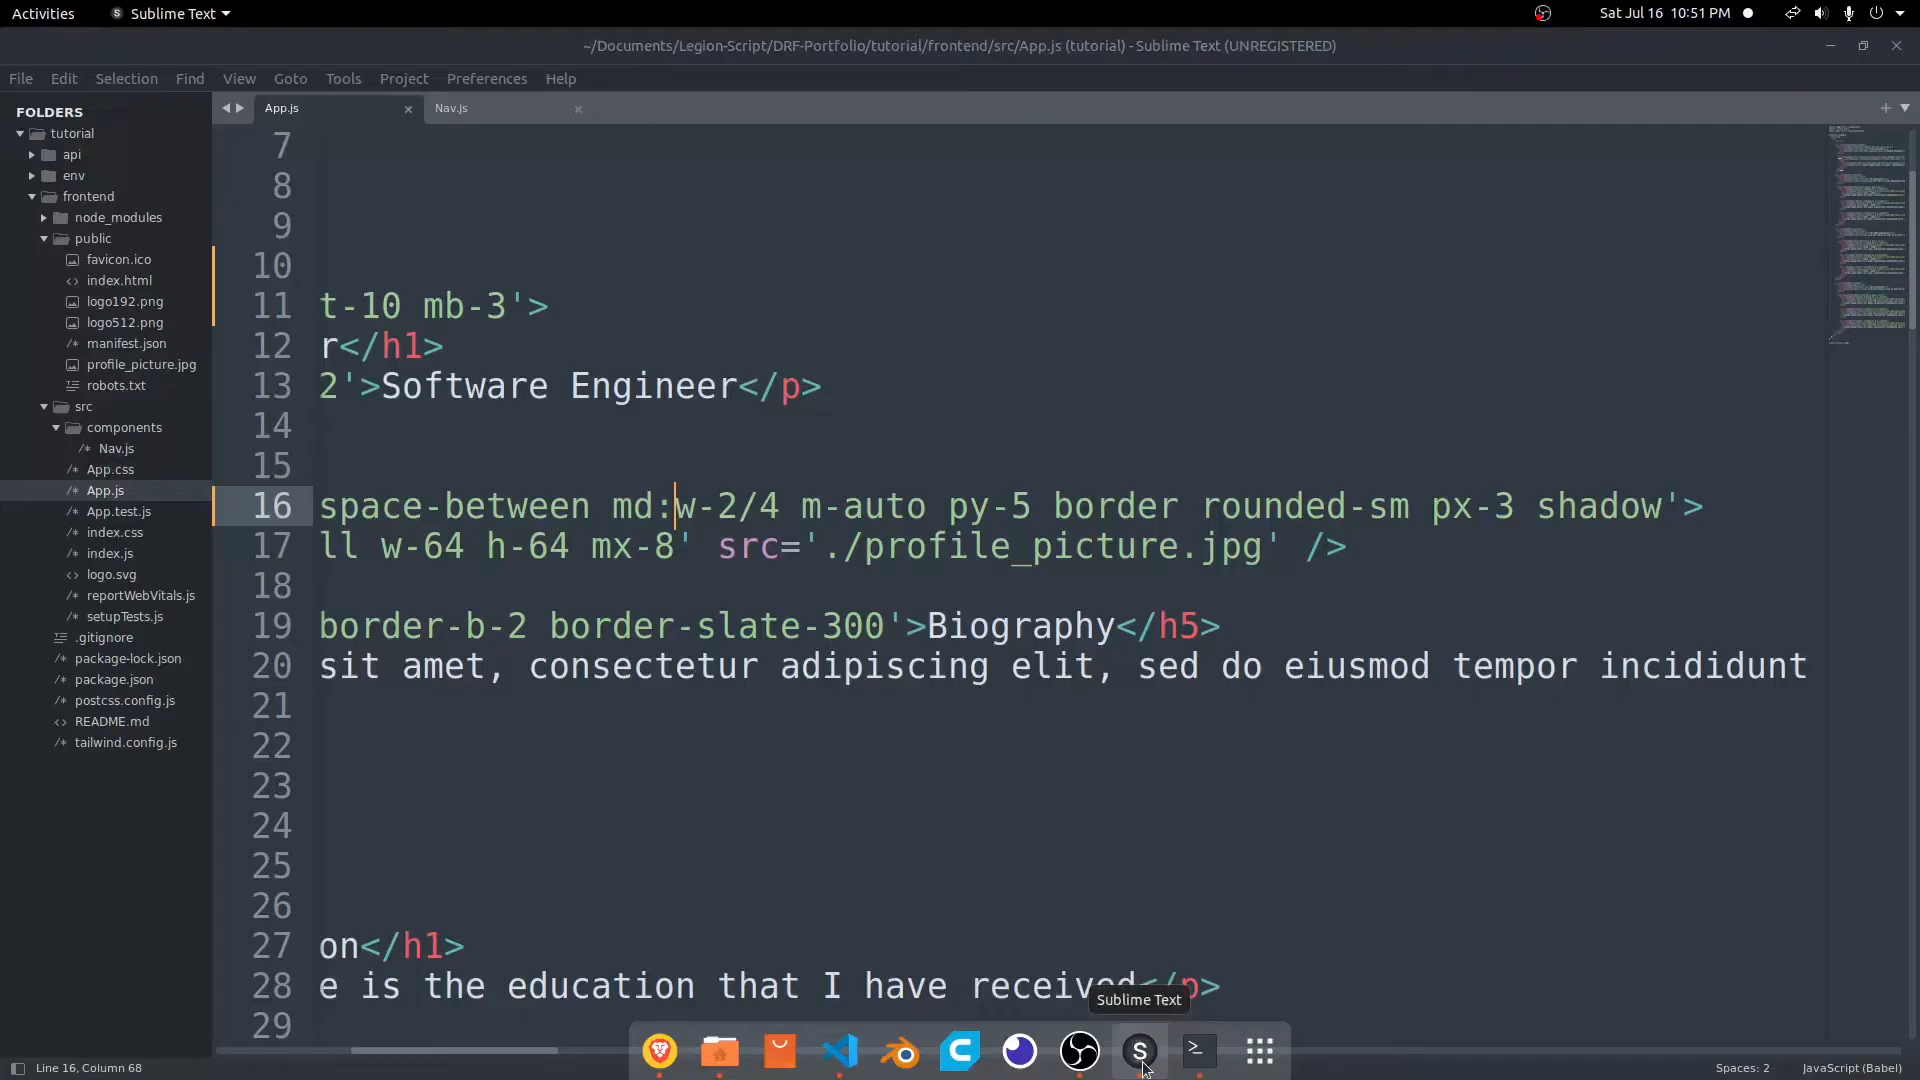 Activities
Sublime Text
Sat Jul 16 10:51 PM
~/Documents/Legion-Script/DRF-Portfolio/tutorial/frontend/src/App.js (tutorial) - Sublime Text (UNREGISTERED)
File Edit Selection Find View Goto Tools Project Preferences Help
FOLDERS
tutorial
api
env
frontend
node_modules
public
favicon.ico
index.html
logo192.png
logo512.png
manifest.json
profile_picture.jpg
robots.txt
src
components
Nav.js
App.css
App.js
App.test.js
index.css
index.js
logo.svg
reportWebVitals.js
setupTests.js
.gitignore
package-lock.json
package.json
postcss.config.js
README.md
tailwind.config.js
App.js
Nav.js
7
8
9
10
11 t-10 mb-3'>
12 r</h1>
13 2'>Software Engineer</p>
14
15
16 space-between md:w-2/4 m-auto py-5 border rounded-sm px-3 shadow'>
17 ll w-64 h-64 mx-8' src='./profile_picture.jpg' />
18
19 border-b-2 border-slate-300'>Biography</h5>
20 sit amet, consectetur adipiscing elit, sed do eiusmod tempor incididunt
21
22
23
24
25
26
27 on</h1>
28 e is the education that I have received</p>
29
Sublime Text
Line 16, Column 68
Spaces: 2
JavaScript (Babel)